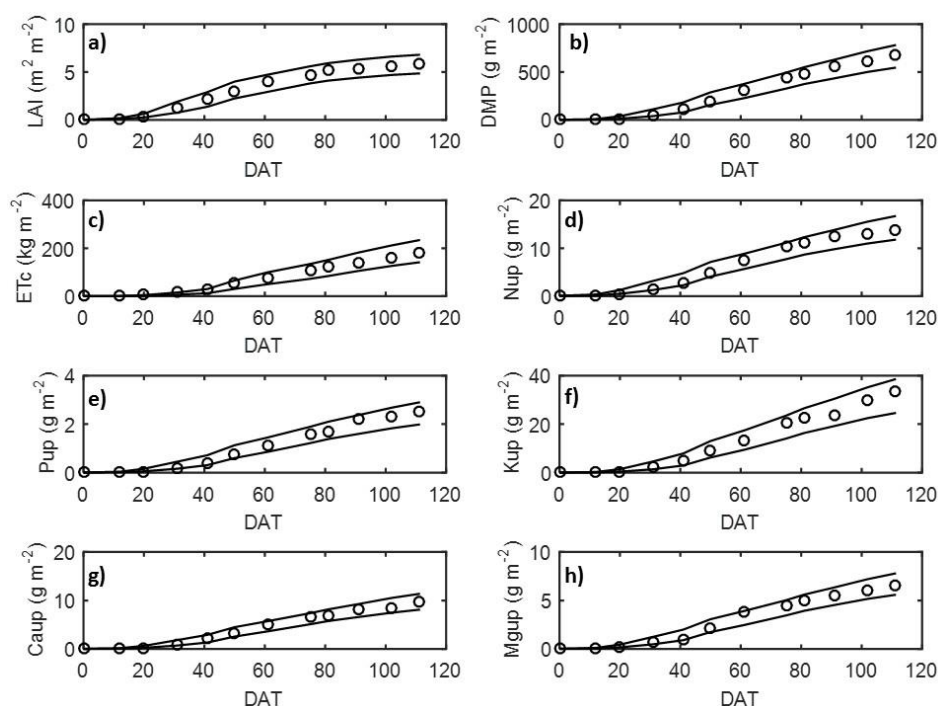 a)
LAI (m² m⁻²)
10
5
0
0 20 40 60 80 100 120
DAT
b)
DMP (g m⁻²)
1000
500
0
0 20 40 60 80 100 120
DAT
c)
ETc (kg m⁻²)
400
200
0
0 20 40 60 80 100 120
DAT
d)
Nup (g m⁻²)
20
10
0
0 20 40 60 80 100 120
DAT
e)
Pup (g m⁻²)
4
2
0
0 20 40 60 80 100 120
DAT
f)
Kup (g m⁻²)
40
20
0
0 20 40 60 80 100 120
DAT
g)
Caup (g m⁻²)
20
10
0
0 20 40 60 80 100 120
DAT
h)
Mgup (g m⁻²)
10
5
0
0 20 40 60 80 100 120
DAT